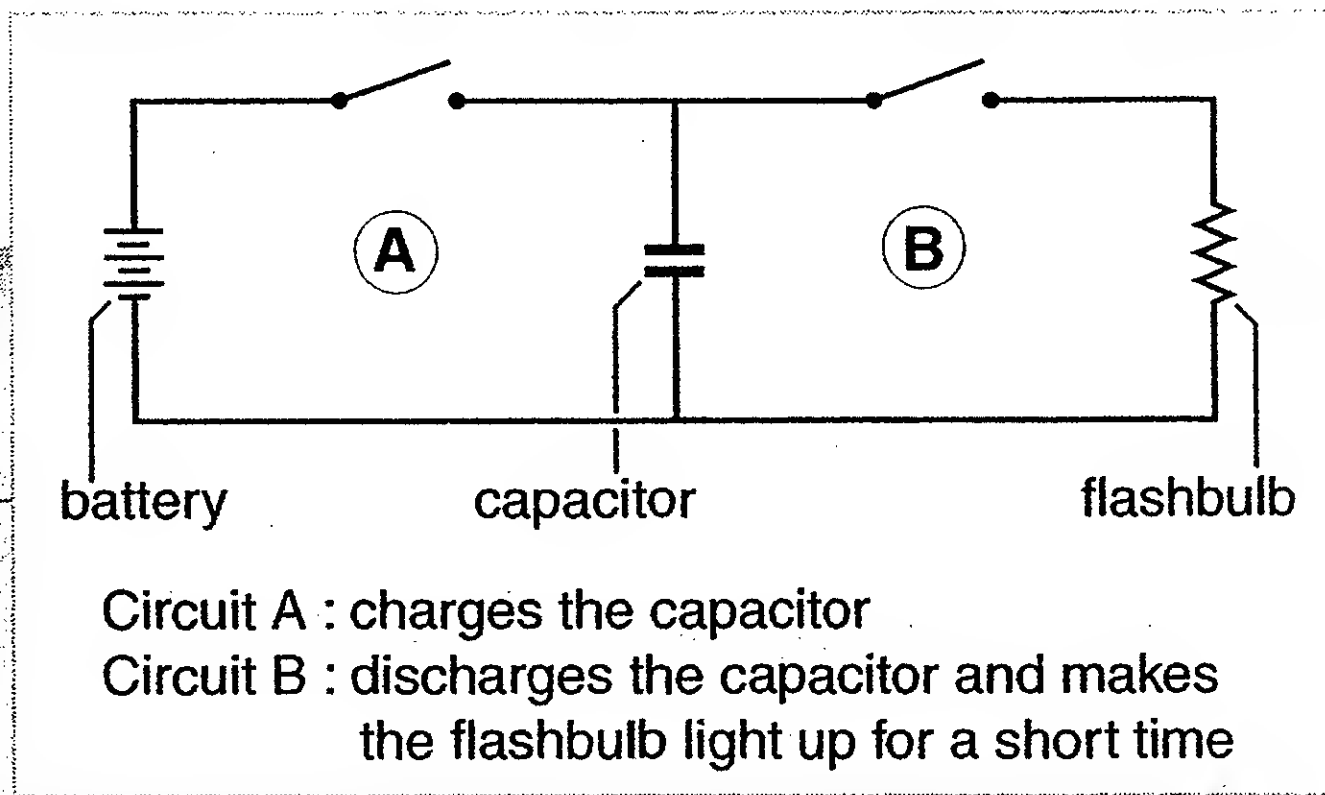 A
B
battery
capacitor
flashbulb
Circuit A : charges the capacitor
Circuit B : discharges the capacitor and makes
the flashbulb light up for a short time